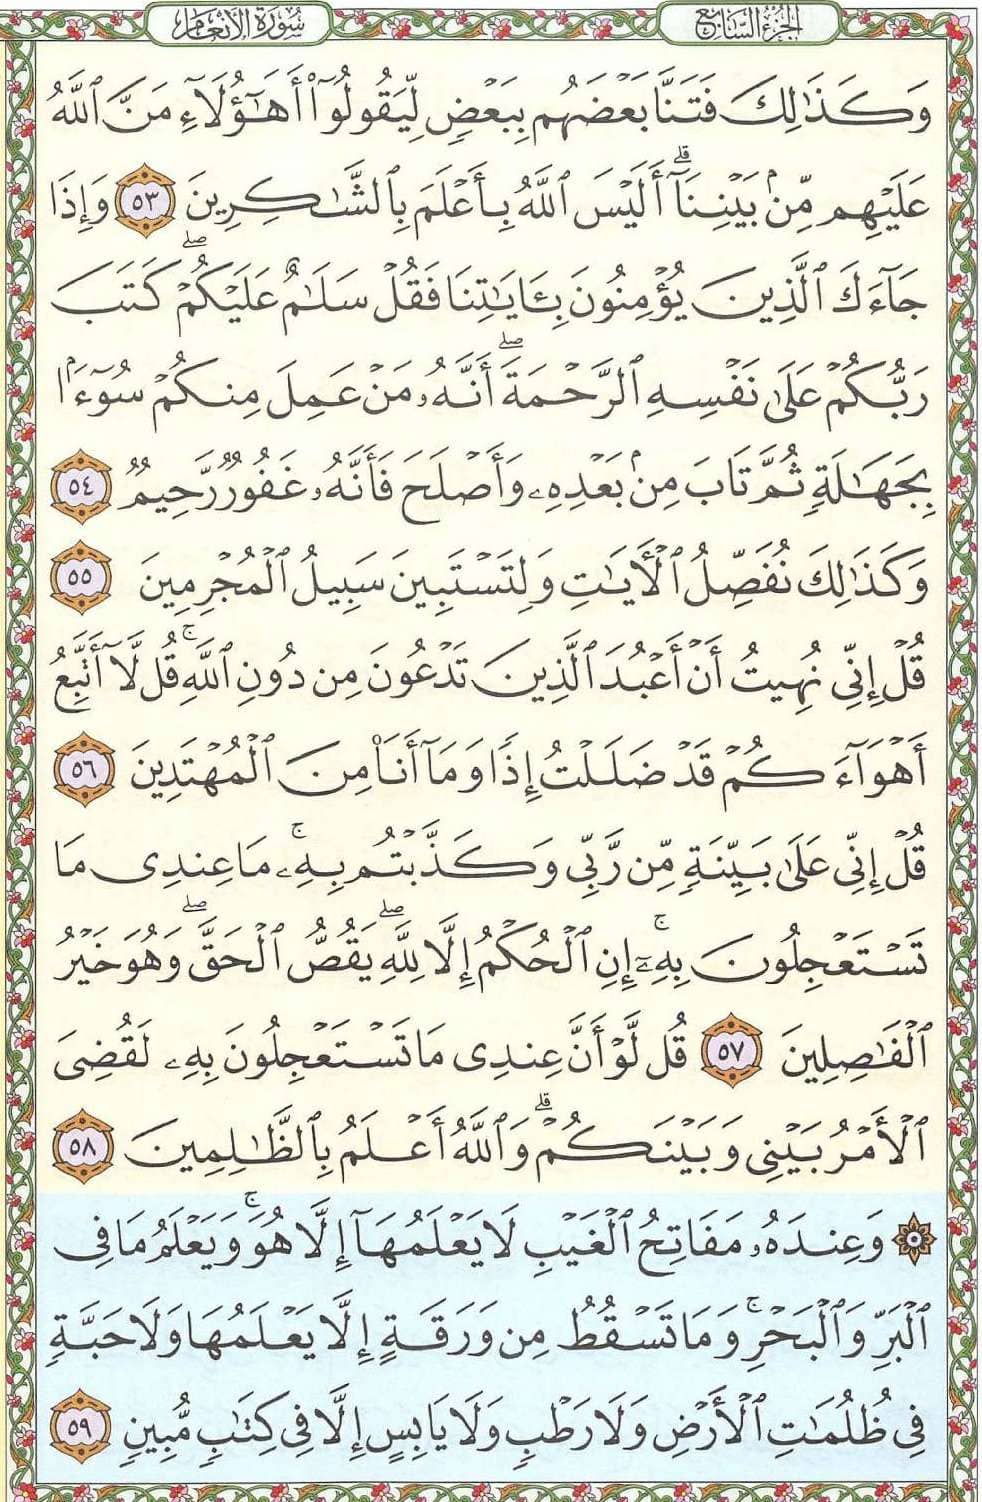 الجزء السابع
سورة الأنعام
وَكَذَٰلِكَ فَتَنَّا بَعْضَهُم بِبَعْضٍ لِّيَقُولُوٓا۟ أَهَٰٓؤُلَآءِ مَنَّ ٱللَّهُ
عَلَيْهِم مِّنۢ بَيْنِنَآ ۗ أَلَيْسَ ٱللَّهُ بِأَعْلَمَ بِٱلشَّٰكِرِينَ ٥٣ وَإِذَا
جَآءَكَ ٱلَّذِينَ يُؤْمِنُونَ بِـَٔايَٰتِنَا فَقُلْ سَلَٰمٌ عَلَيْكُمْ ۖ كَتَبَ
رَبُّكُمْ عَلَىٰ نَفْسِهِ ٱلرَّحْمَةَ ۖ أَنَّهُۥ مَنْ عَمِلَ مِنكُمْ سُوٓءًۢا
بِجَهَٰلَةٍ ثُمَّ تَابَ مِنۢ بَعْدِهِۦ وَأَصْلَحَ فَأَنَّهُۥ غَفُورٌ رَّحِيمٌ ٥٤
وَكَذَٰلِكَ نُفَصِّلُ ٱلْـَٔايَٰتِ وَلِتَسْتَبِينَ سَبِيلُ ٱلْمُجْرِمِينَ ٥٥
قُلْ إِنِّى نُهِيتُ أَنْ أَعْبُدَ ٱلَّذِينَ تَدْعُونَ مِن دُونِ ٱللَّهِ ۚ قُل لَّآ أَتَّبِعُ
أَهْوَآءَكُمْ قَدْ ضَلَلْتُ إِذًا وَمَآ أَنَا۠ مِنَ ٱلْمُهْتَدِينَ ٥٦
قُلْ إِنِّى عَلَىٰ بَيِّنَةٍ مِّن رَّبِّى وَكَذَّبْتُم بِهِۦ ۚ مَا عِندِى مَا
تَسْتَعْجِلُونَ بِهِۦٓ ۚ إِنِ ٱلْحُكْمُ إِلَّا لِلَّهِ ۖ يَقُصُّ ٱلْحَقَّ ۖ وَهُوَ خَيْرُ
ٱلْفَٰصِلِينَ ٥٧ قُل لَّوْ أَنَّ عِندِى مَا تَسْتَعْجِلُونَ بِهِۦ لَقُضِىَ
ٱلْأَمْرُ بَيْنِى وَبَيْنَكُمْ ۗ وَٱللَّهُ أَعْلَمُ بِٱلظَّٰلِمِينَ ٥٨
۞ وَعِندَهُۥ مَفَاتِحُ ٱلْغَيْبِ لَا يَعْلَمُهَآ إِلَّا هُوَ ۚ وَيَعْلَمُ مَا فِى
ٱلْبَرِّ وَٱلْبَحْرِ ۚ وَمَا تَسْقُطُ مِن وَرَقَةٍ إِلَّا يَعْلَمُهَا وَلَا حَبَّةٍ
فِى ظُلُمَٰتِ ٱلْأَرْضِ وَلَا رَطْبٍ وَلَا يَابِسٍ إِلَّا فِى كِتَٰبٍ مُّبِينٍ ٥٩